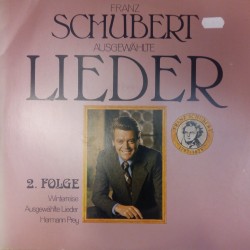 FRANZ
SCHUBERT
AUSGEWÄHLTE
LIEDER
2. FOLGE
Winterreise
Ausgewählte Lieder
Hermann Prey